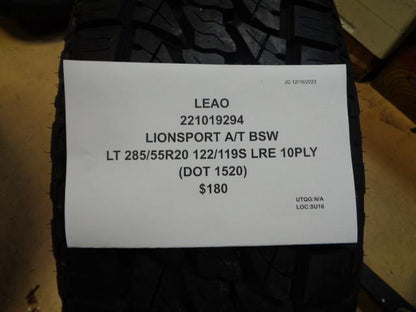 JG 12/15/2023
LEAO
221019294
LIONSPORT A/T BSW
LT 285/55R20 122/119S LRE 10PLY
(DOT 1520)
$180
UTQG:N/A
LOC:SU16